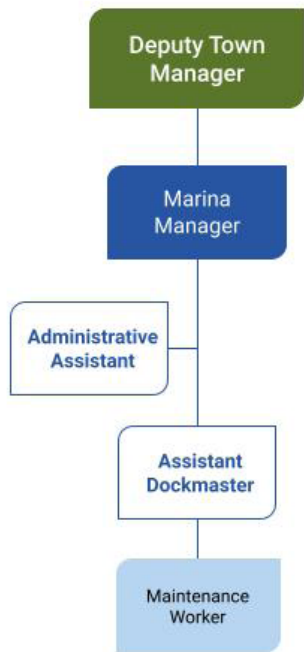 Deputy Town
Manager
Marina
Manager
Administrative
Assistant
Assistant
Dockmaster
Maintenance
Worker